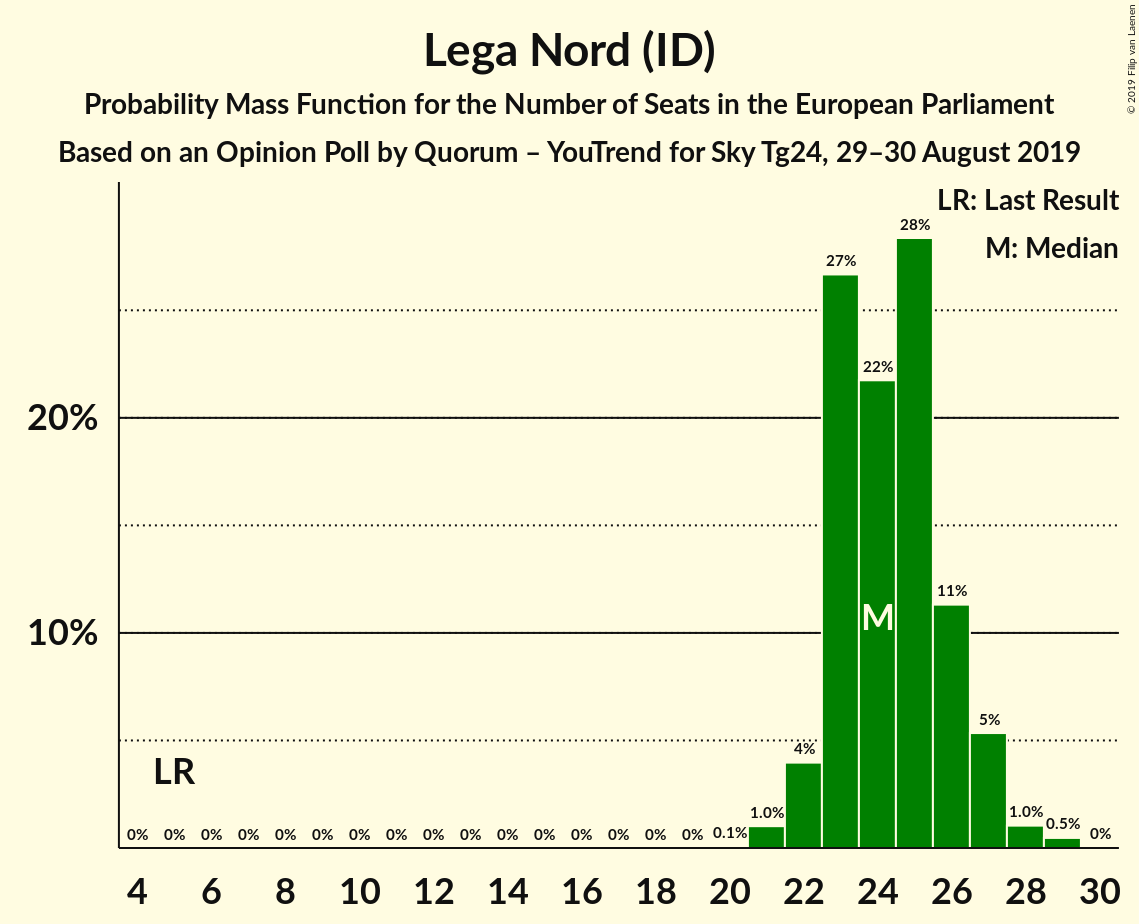 © 2019 Filip van Laenen
Lega Nord (ID)
Probability Mass Function for the Number of Seats in the European Parliament
Based on an Opinion Poll by Quorum – YouTrend for Sky Tg24, 29–30 August 2019
LR: Last Result
M: Median
28%
27%
22%
20%
11%
M
10%
5%
4%
LR
1.0% 1.0% 0.5%
0% 0% 0% 0% 0% 0% 0% 0% 0% 0% 0% 0% 0% 0% 0% 0% 0.1% 0%
4 6 8 10 12 14 16 18 20 22 24 26 28 30